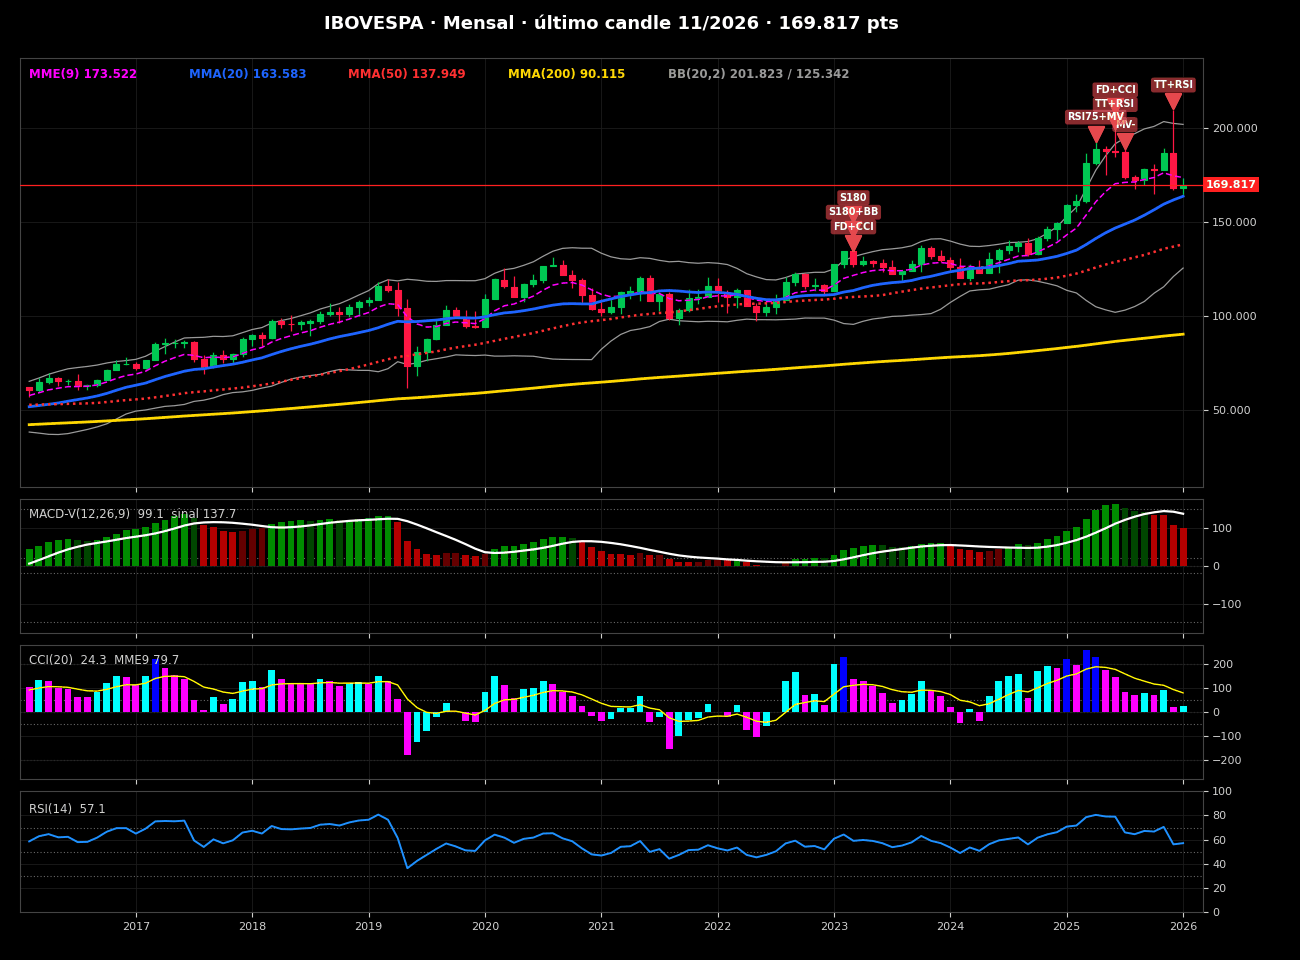 IBOVESPA · Mensal · último candle 11/2026 · 169.817 pts
MME(9) 173.522 MMA(20) 163.583 MMA(50) 137.949 MMA(200) 90.115 BB(20,2) 201.823 / 125.342
TT+RSI
FD+CCI
TT+RSI
RSI75+MV
MV-
S180
S180+BB
FD+CCI
200.000
169.817
150.000
100.000
50.000
MACD-V(12,26,9) 99.1 sinal 137.7
100
0
−100
CCI(20) 24.3 MME9 79.7
200
100
0
−100
−200
RSI(14) 57.1
100
80
60
40
20
0
2017 2018 2019 2020 2021 2022 2023 2024 2025 2026